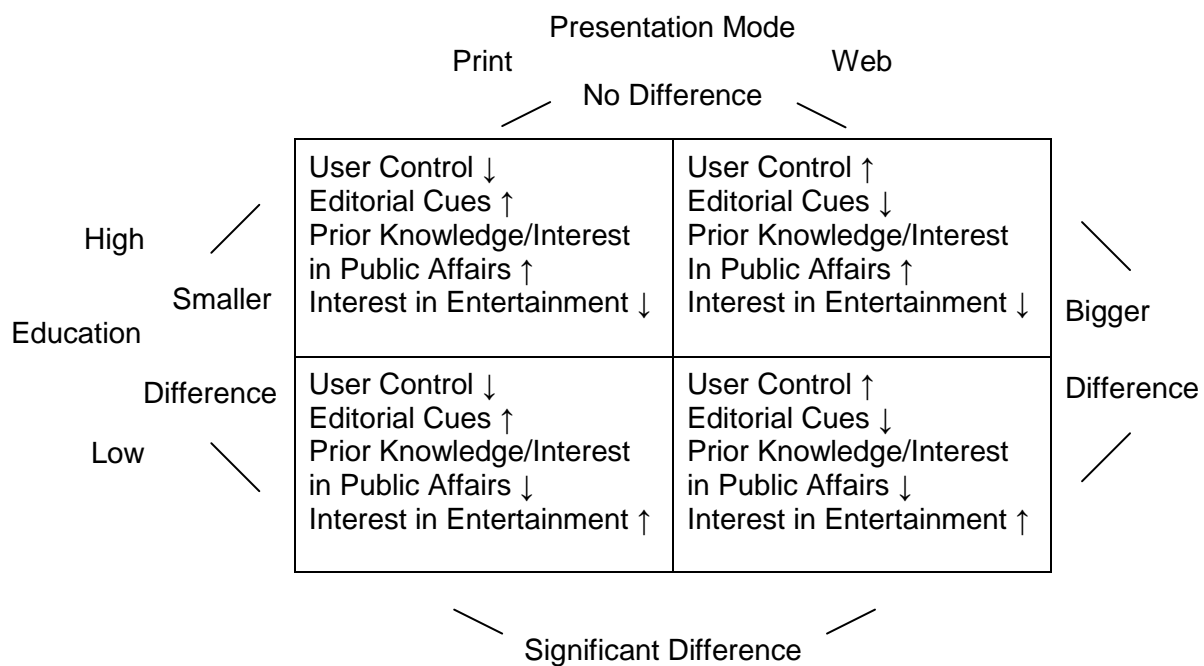 Presentation Mode
Print Web
No Difference
User Control ↓
Editorial Cues ↑
Prior Knowledge/Interest
in Public Affairs ↑
Interest in Entertainment ↓
User Control ↑
Editorial Cues ↓
Prior Knowledge/Interest
In Public Affairs ↑
Interest in Entertainment ↓
High
Smaller
Education
Difference
Low
Bigger
Difference
User Control ↓
Editorial Cues ↑
Prior Knowledge/Interest
in Public Affairs ↓
Interest in Entertainment ↑
User Control ↑
Editorial Cues ↓
Prior Knowledge/Interest
in Public Affairs ↓
Interest in Entertainment ↑
Significant Difference